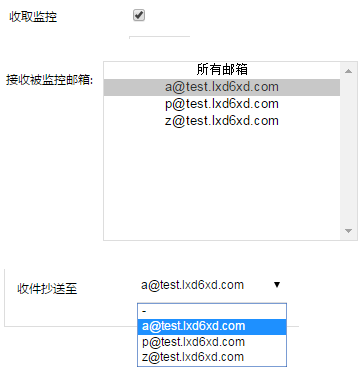 收取监控
接收被监控邮箱:
所有邮箱
a@test.lxd6xd.com
p@test.lxd6xd.com
z@test.lxd6xd.com
收件抄送至
a@test.lxd6xd.com
-
a@test.lxd6xd.com
p@test.lxd6xd.com
z@test.lxd6xd.com